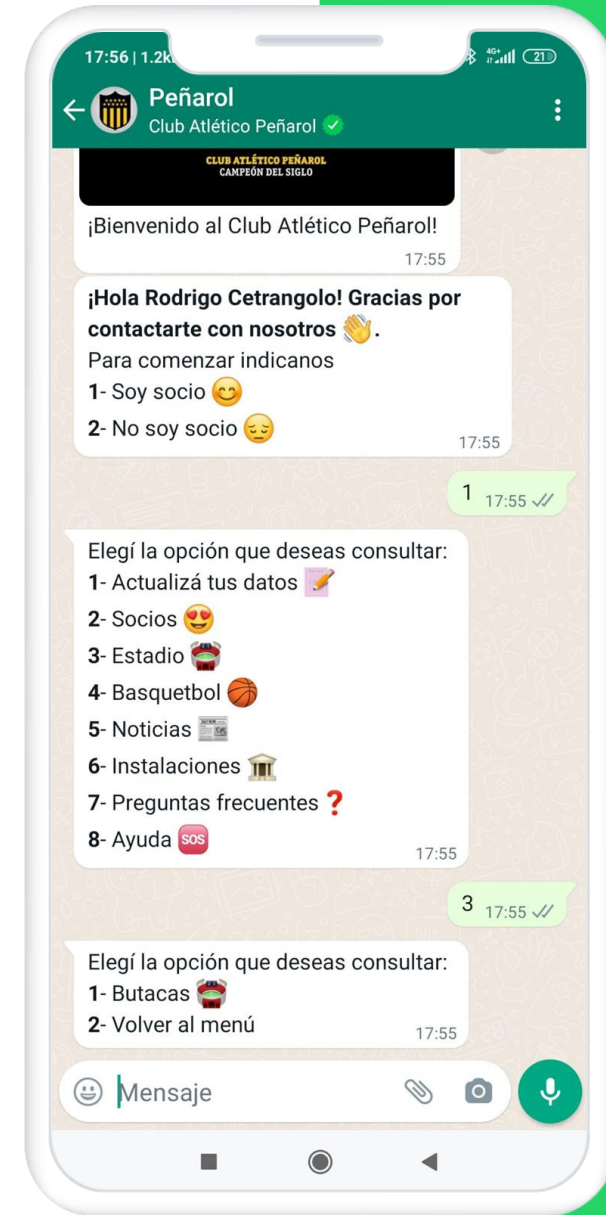 17:56 | 1.2k
4G+
21
Peñarol
Club Atlético Peñarol
CLUB ATLÉTICO PEÑAROL
CAMPEÓN DEL SIGLO
¡Bienvenido al Club Atlético Peñarol!
17:55
¡Hola Rodrigo Cetrangolo! Gracias por
contactarte con nosotros 👋.
Para comenzar indicanos
1- Soy socio 😊
2- No soy socio 😔
17:55
1 17:55
Elegí la opción que deseas consultar:
1- Actualizá tus datos 📝
2- Socios 😍
3- Estadio 🏟️
4- Basquetbol 🏀
5- Noticias 📰
6- Instalaciones 🏛️
7- Preguntas frecuentes ❓
8- Ayuda 🆘
17:55
3 17:55
Elegí la opción que deseas consultar:
1- Butacas 🏟️
2- Volver al menú
17:55
Mensaje